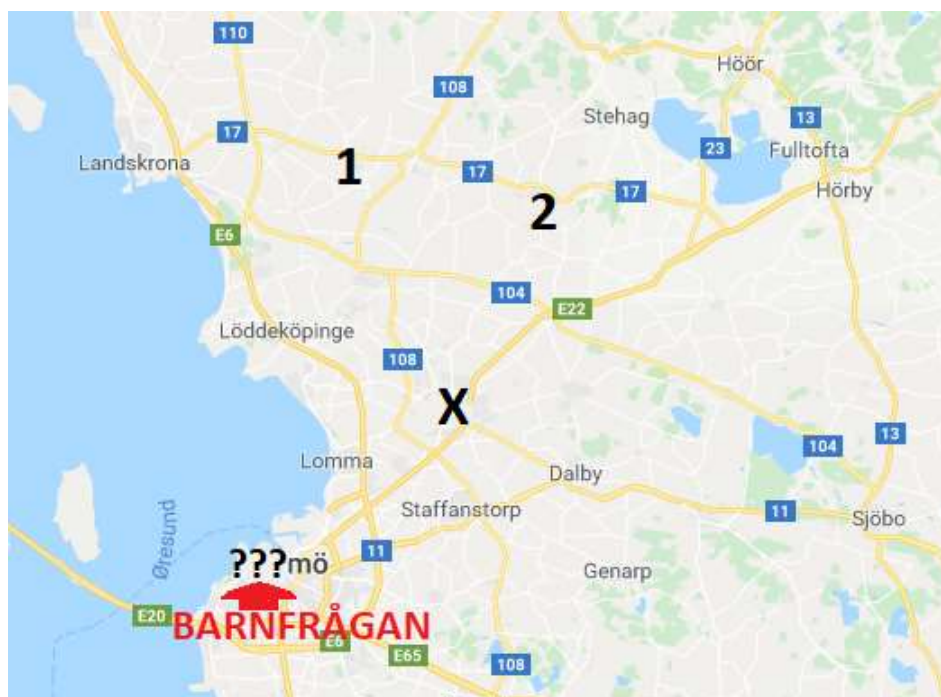 110
Höör
108
Stehag
13
17
23
Landskrona
1
Fulltofta
17
17
Hörby
2
E6
104
E22
Löddeköpinge
108
X
13
104
Lomma
Dalby
Staffanstorp
11
Sjöbo
Øresund
11
???mö
Genarp
E20
BARNFRÅGAN
E6
E65
108